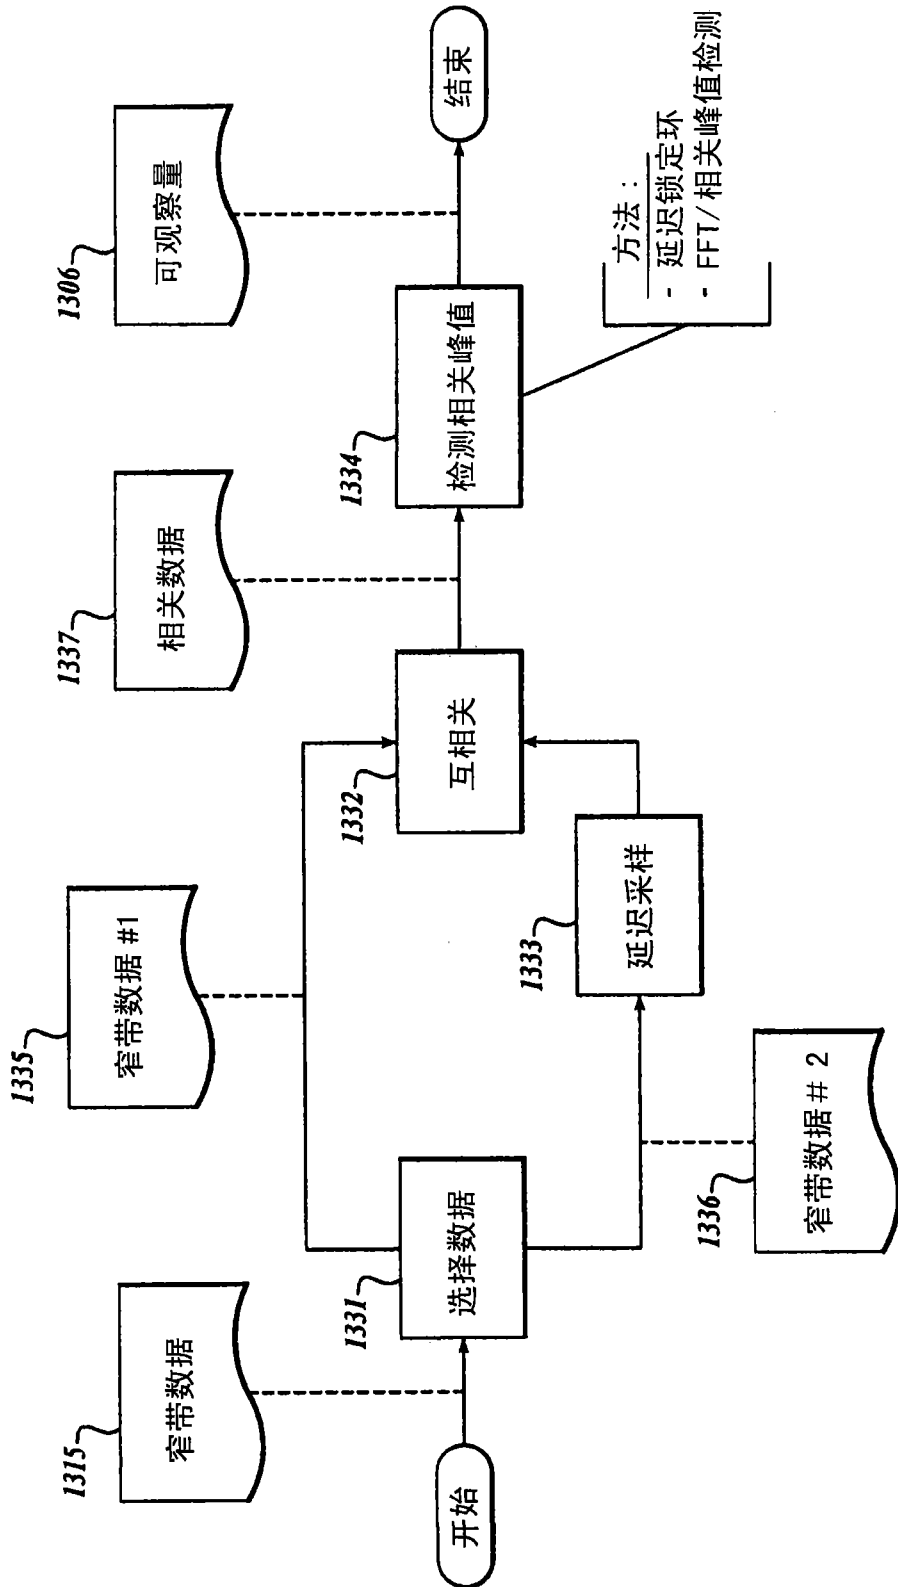 1315
窄带数据
开始
1331
选择数据
1335
窄带数据 #1
1336
窄带数据 # 2
1333
延迟采样
1332
互相关
1337
相关数据
1334
检测相关峰值
1306
可观察量
结束
方法：
- 延迟锁定环
- FFT/相关峰值检测